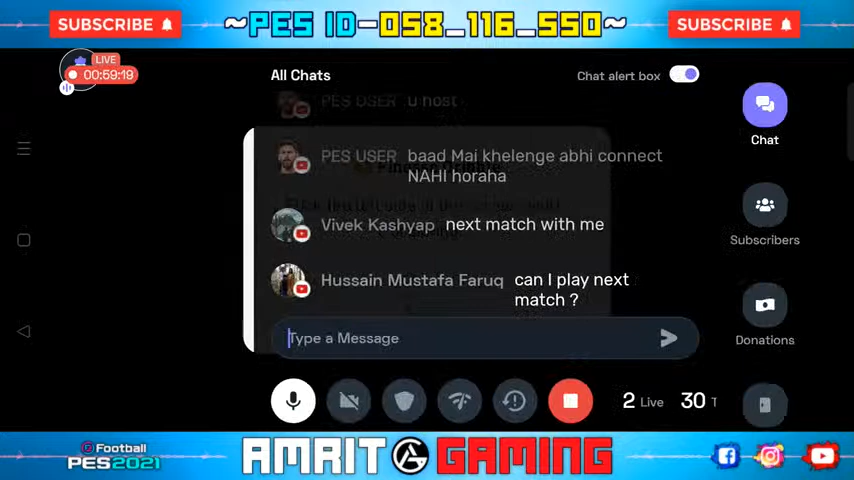 SUBSCRIBE
~PES ID-058_116_550~
SUBSCRIBE
LIVE
00:59:19
All Chats
Chat alert box
PES USER U host
Chat
PES USER baad Mai khelenge abhi connect
NAHI horaha
Vivek Kashyap next match with me
Subscribers
Hussain Mustafa Faruq can I play next
match ?
Type a Message
Donations
2 Live 30 T
eFootball
PES2021
AMRIT GAMING